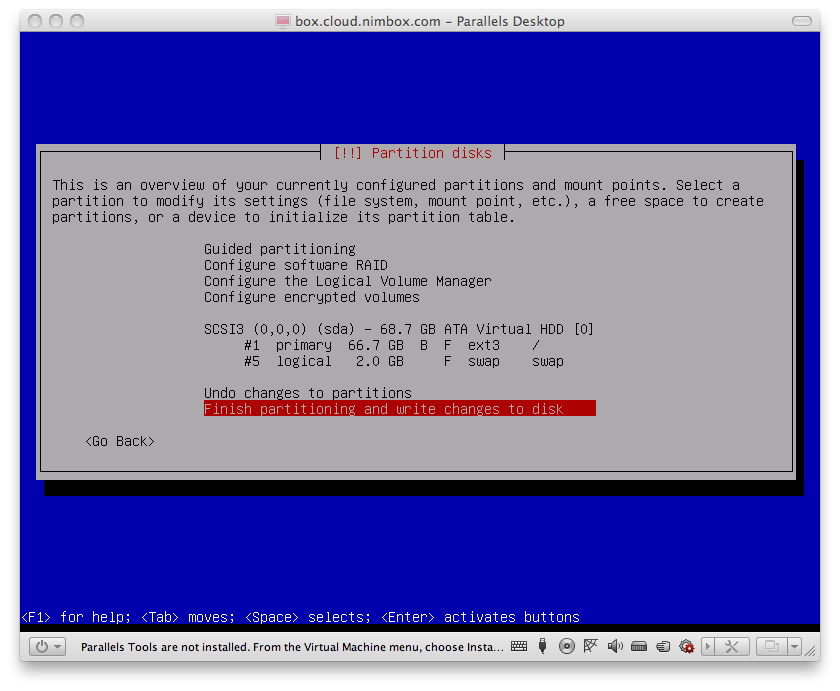 box.cloud.nimbox.com – Parallels Desktop
[!!] Partition disks
This is an overview of your currently configured partitions and mount points. Select a
partition to modify its settings (file system, mount point, etc.), a free space to create
partitions, or a device to initialize its partition table.
Guided partitioning
Configure software RAID
Configure the Logical Volume Manager
Configure encrypted volumes
SCSI3 (0,0,0) (sda) - 68.7 GB ATA Virtual HDD [0]
#1 primary 66.7 GB B F ext3 /
#5 logical 2.0 GB F swap swap
Undo changes to partitions
Finish partitioning and write changes to disk
<Go Back>
<F1> for help; <Tab> moves; <Space> selects; <Enter> activates buttons
Parallels Tools are not installed. From the Virtual Machine menu, choose Insta...